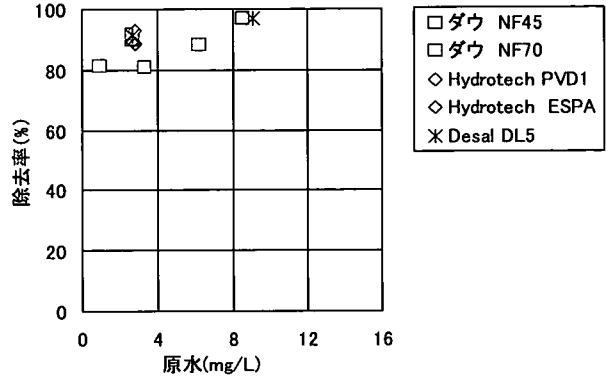 100
80
60
40
20
0
除去率(%)
0 4 8 12 16
原水(mg/L)
ダウ NF45
ダウ NF70
Hydrotech PVD1
Hydrotech ESPA
Desal DL5